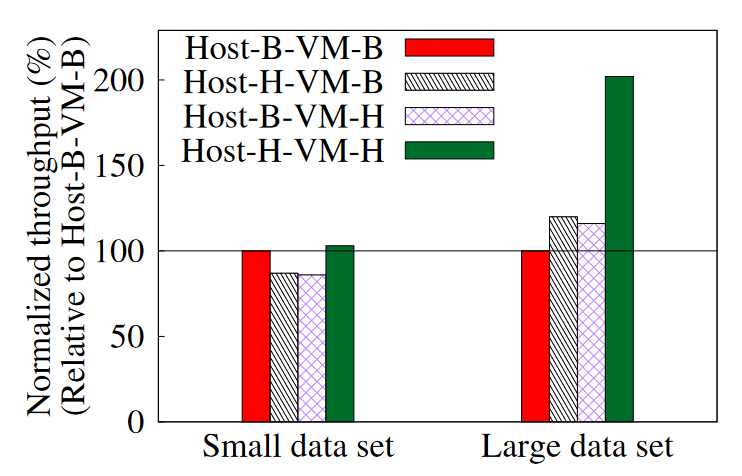 Normalized throughput (%)
(Relative to Host-B-VM-B)
Host-B-VM-B
Host-H-VM-B
Host-B-VM-H
Host-H-VM-H
200
150
100
50
0
Small data set
Large data set